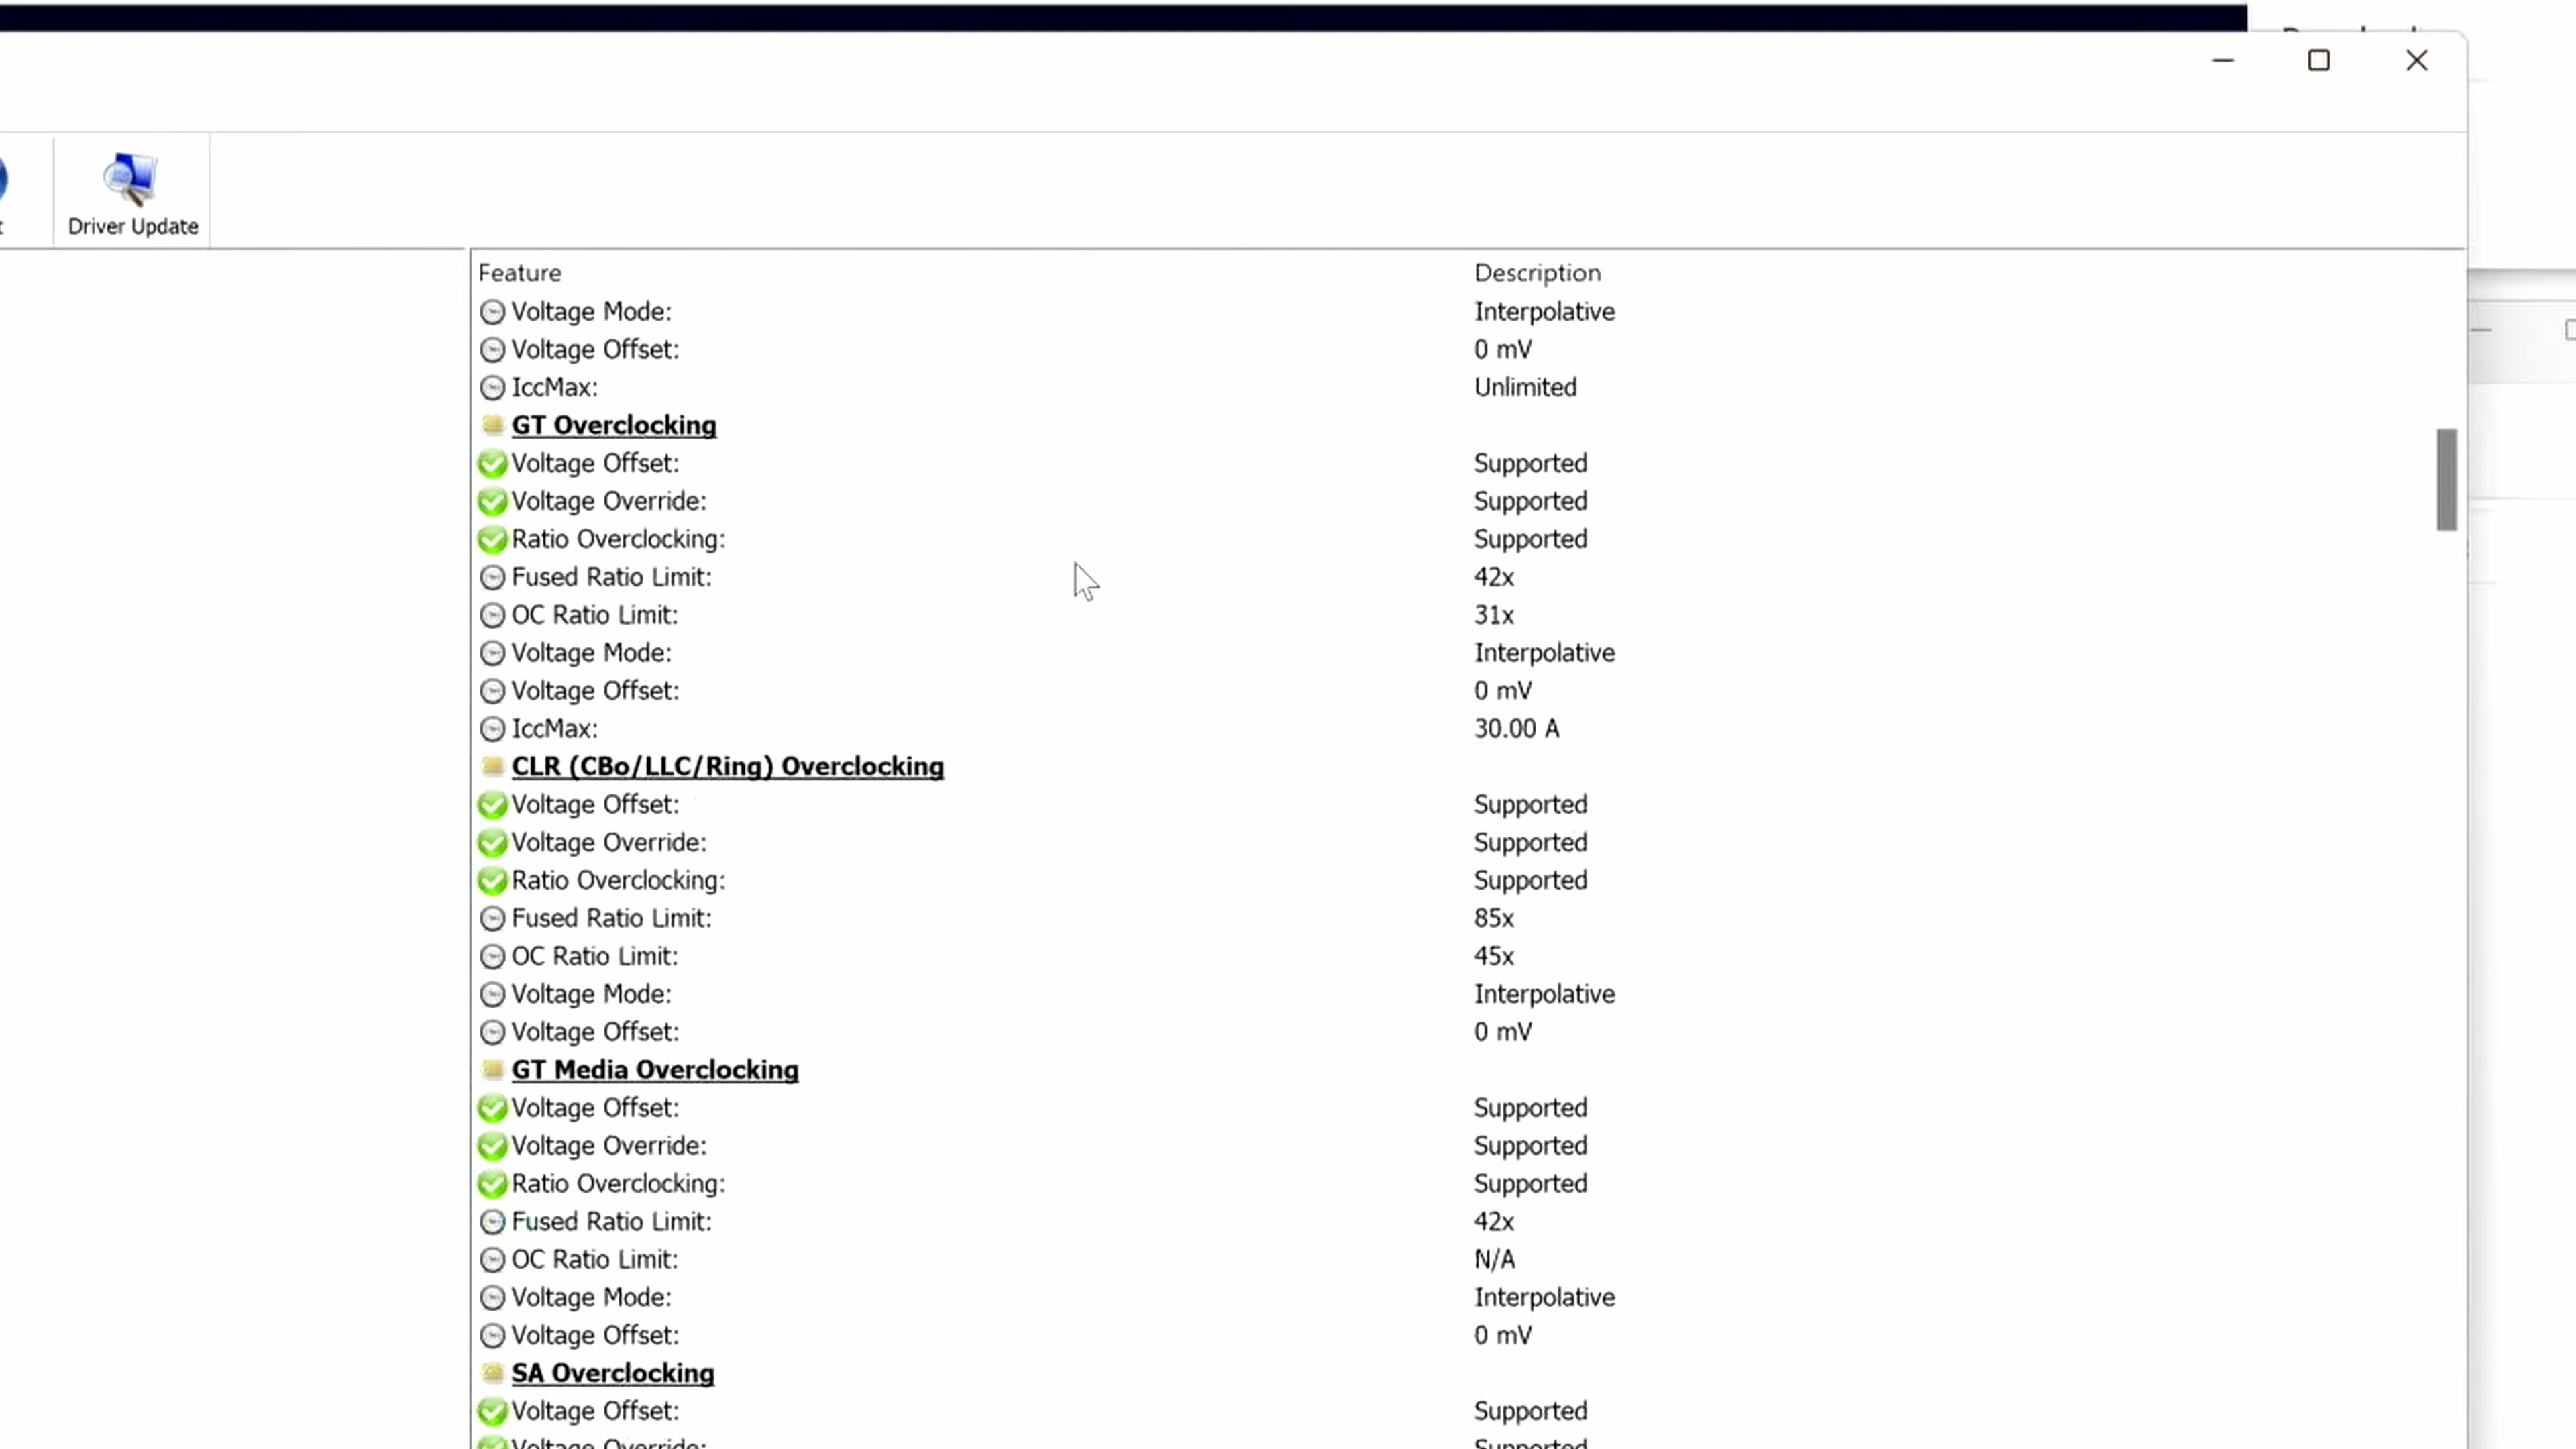 Driver Update
Feature Description
Voltage Mode: Interpolative
Voltage Offset: 0 mV
IccMax: Unlimited
GT Overclocking
Voltage Offset: Supported
Voltage Override: Supported
Ratio Overclocking: Supported
Fused Ratio Limit: 42x
OC Ratio Limit: 31x
Voltage Mode: Interpolative
Voltage Offset: 0 mV
IccMax: 30.00 A
CLR (CBo/LLC/Ring) Overclocking
Voltage Offset: Supported
Voltage Override: Supported
Ratio Overclocking: Supported
Fused Ratio Limit: 85x
OC Ratio Limit: 45x
Voltage Mode: Interpolative
Voltage Offset: 0 mV
GT Media Overclocking
Voltage Offset: Supported
Voltage Override: Supported
Ratio Overclocking: Supported
Fused Ratio Limit: 42x
OC Ratio Limit: N/A
Voltage Mode: Interpolative
Voltage Offset: 0 mV
SA Overclocking
Voltage Offset: Supported
Voltage Override: Supported